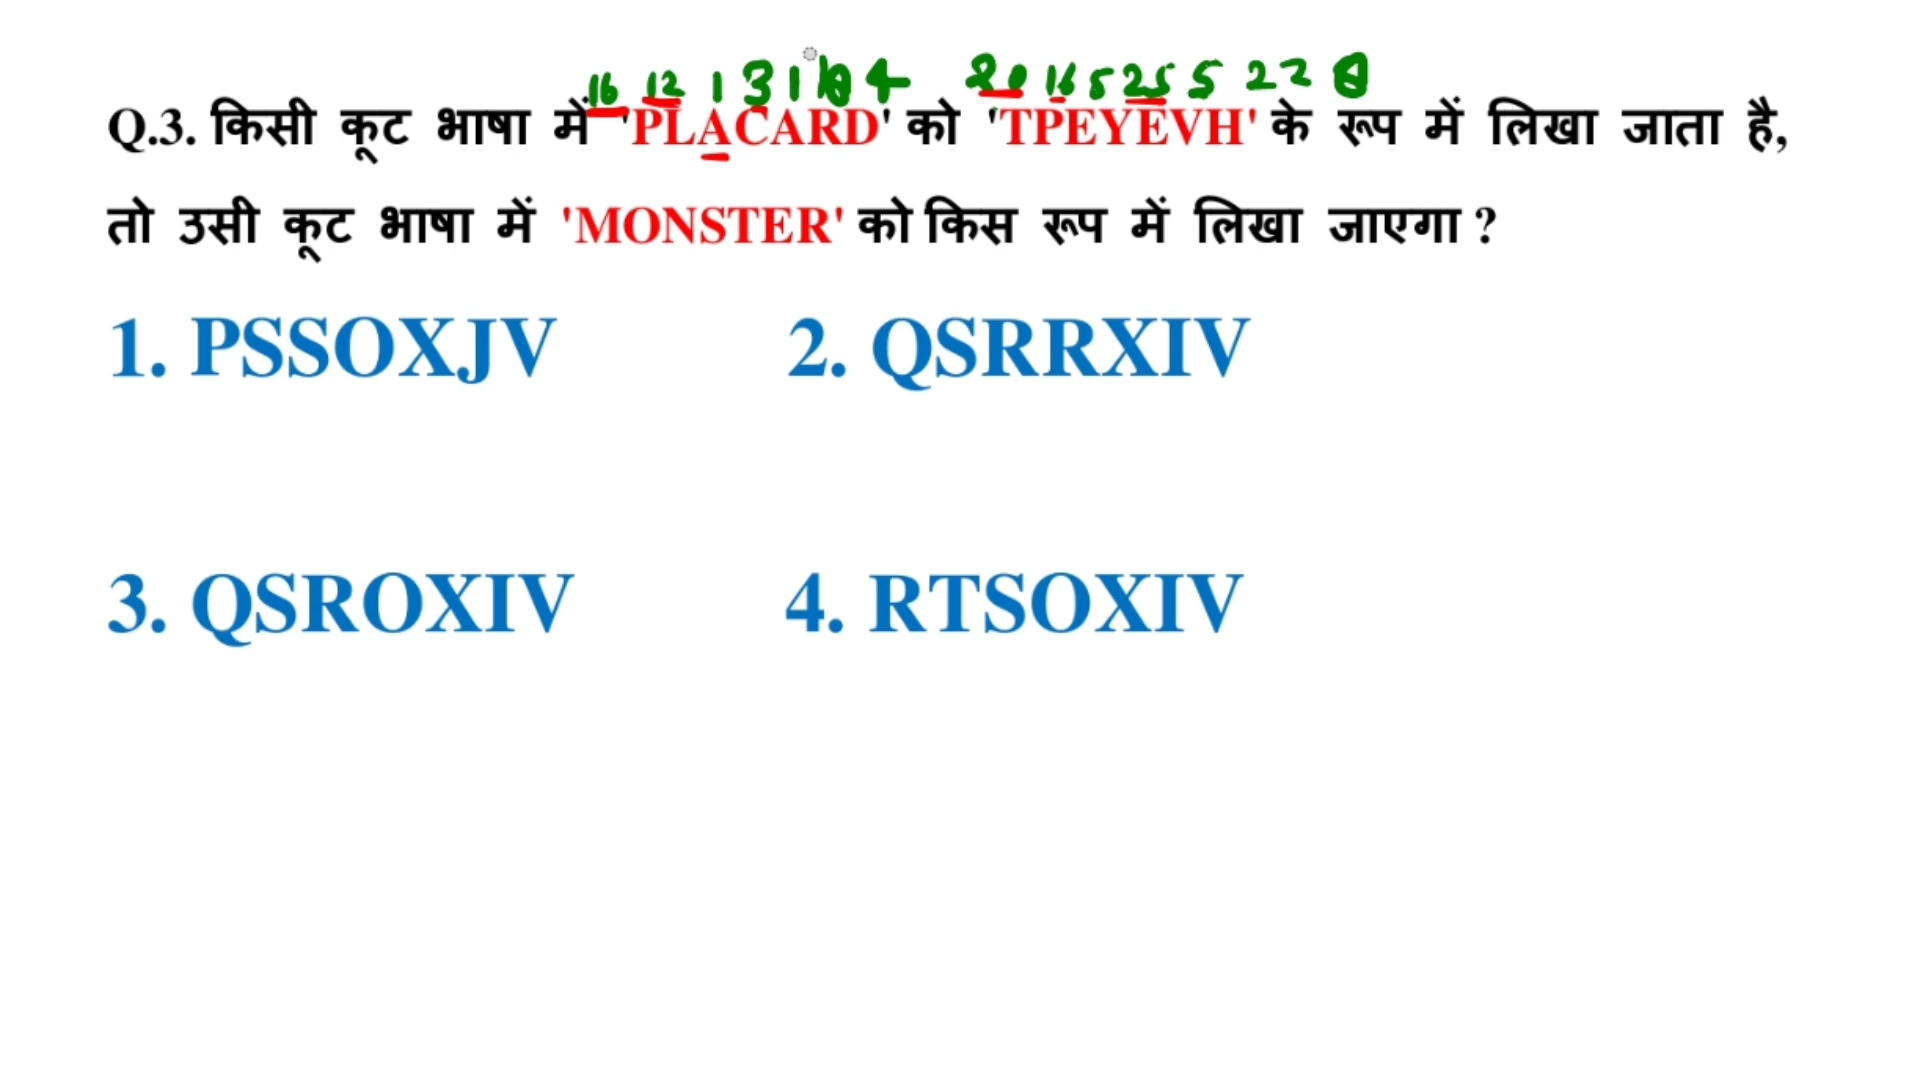 16 12 1 3 1 18 4 20 16 5 25 5 22 8
Q.3. किसी कूट भाषा में 'PLACARD' को 'TPEYEVH' के रूप में लिखा जाता है,
तो उसी कूट भाषा में 'MONSTER' को किस रूप में लिखा जाएगा ?
1. PSSOXJV 2. QSRRXIV
3. QSROXIV 4. RTSOXIV